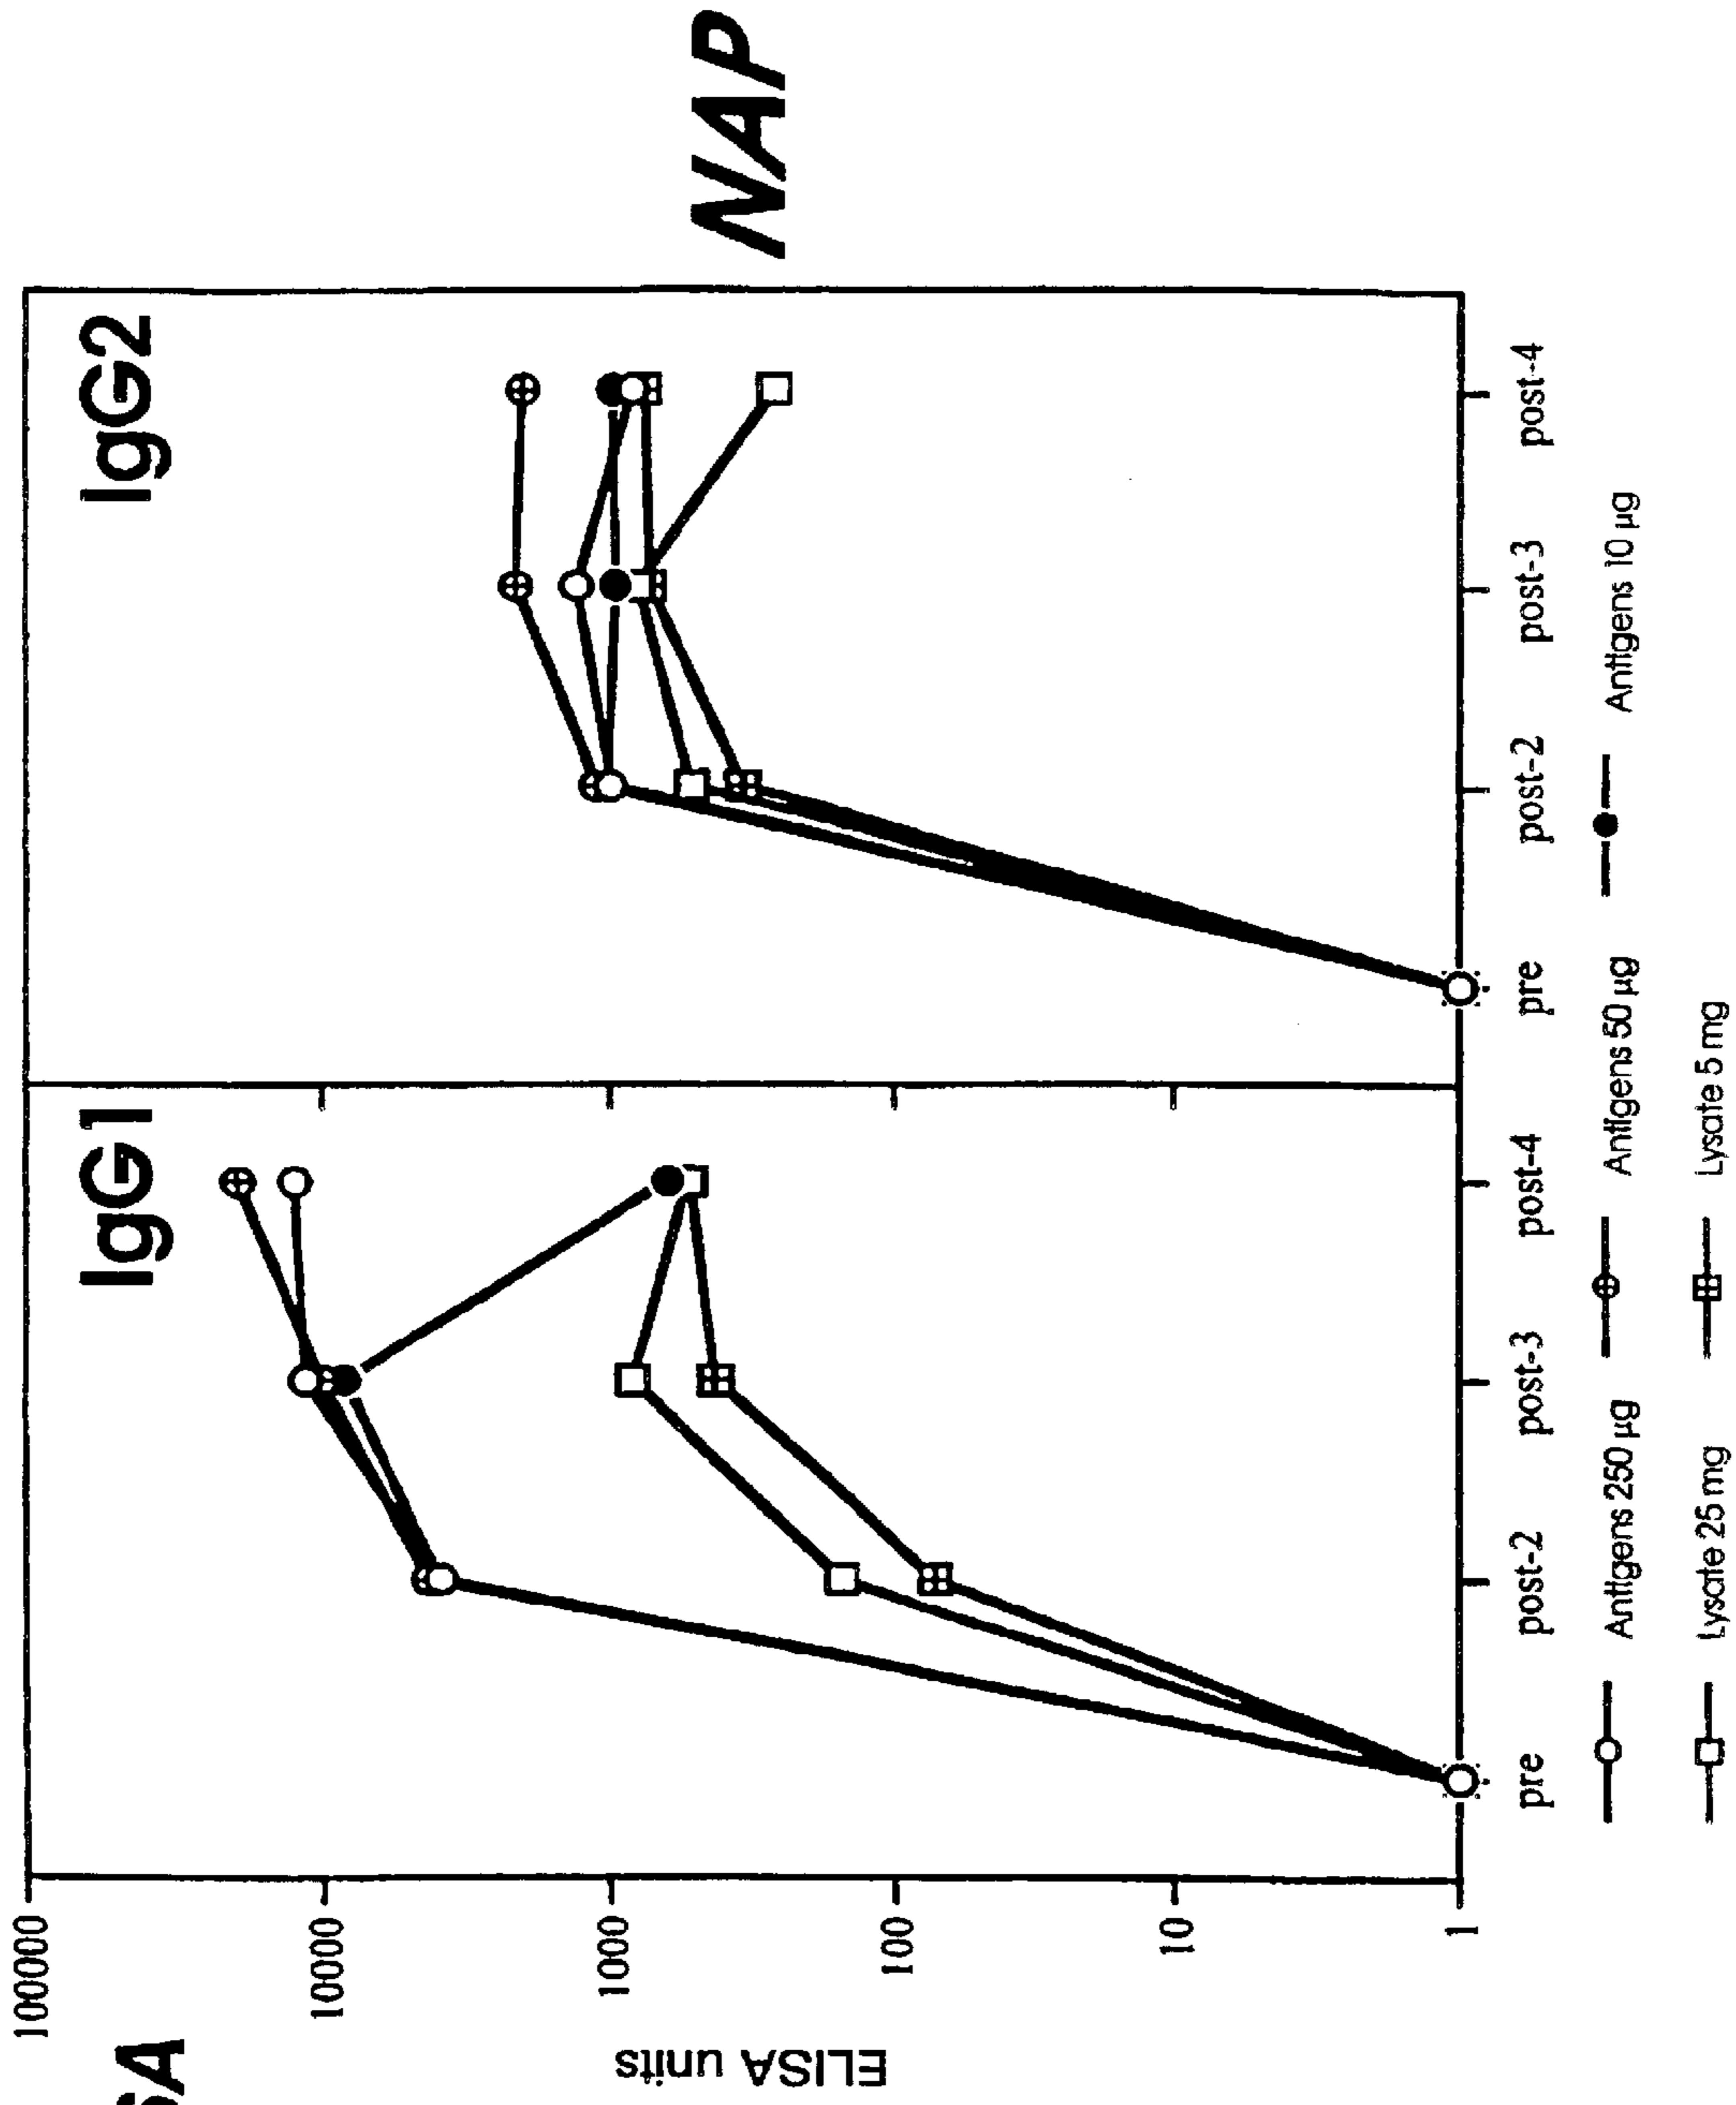 IgG1
IgG2
100000
10000
1000
100
10
1
ELISA units
NAP
pre post-2 post-3 post-4 pre post-2 post-3 post-4
Antigens 250 µg Antigens 50 µg Antigens 10 µg
Lysate 25 mg Lysate 5 mg